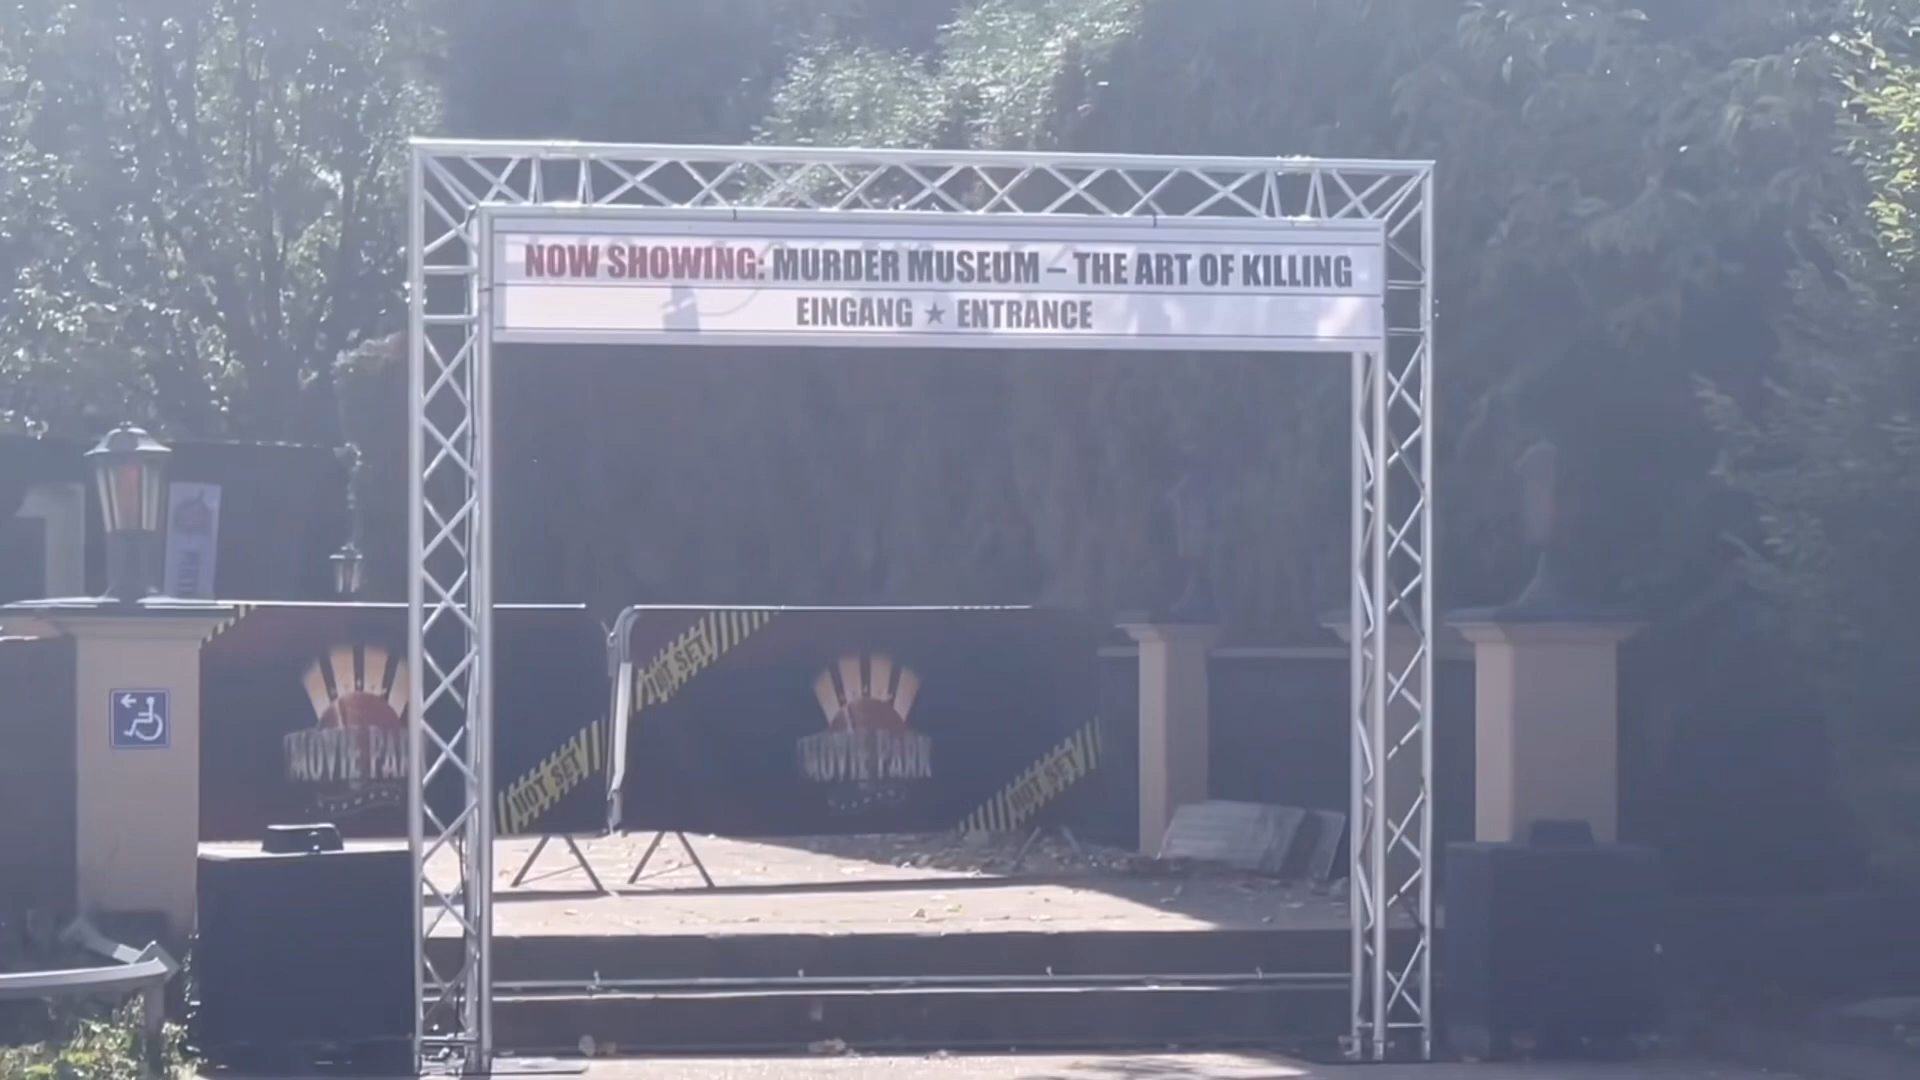 NOW SHOWING: MURDER MUSEUM – THE ART OF KILLING
EINGANG ★ ENTRANCE
HOT SET
MOVIE PARK
HOT SET
MOVIE PARK
HOT SET